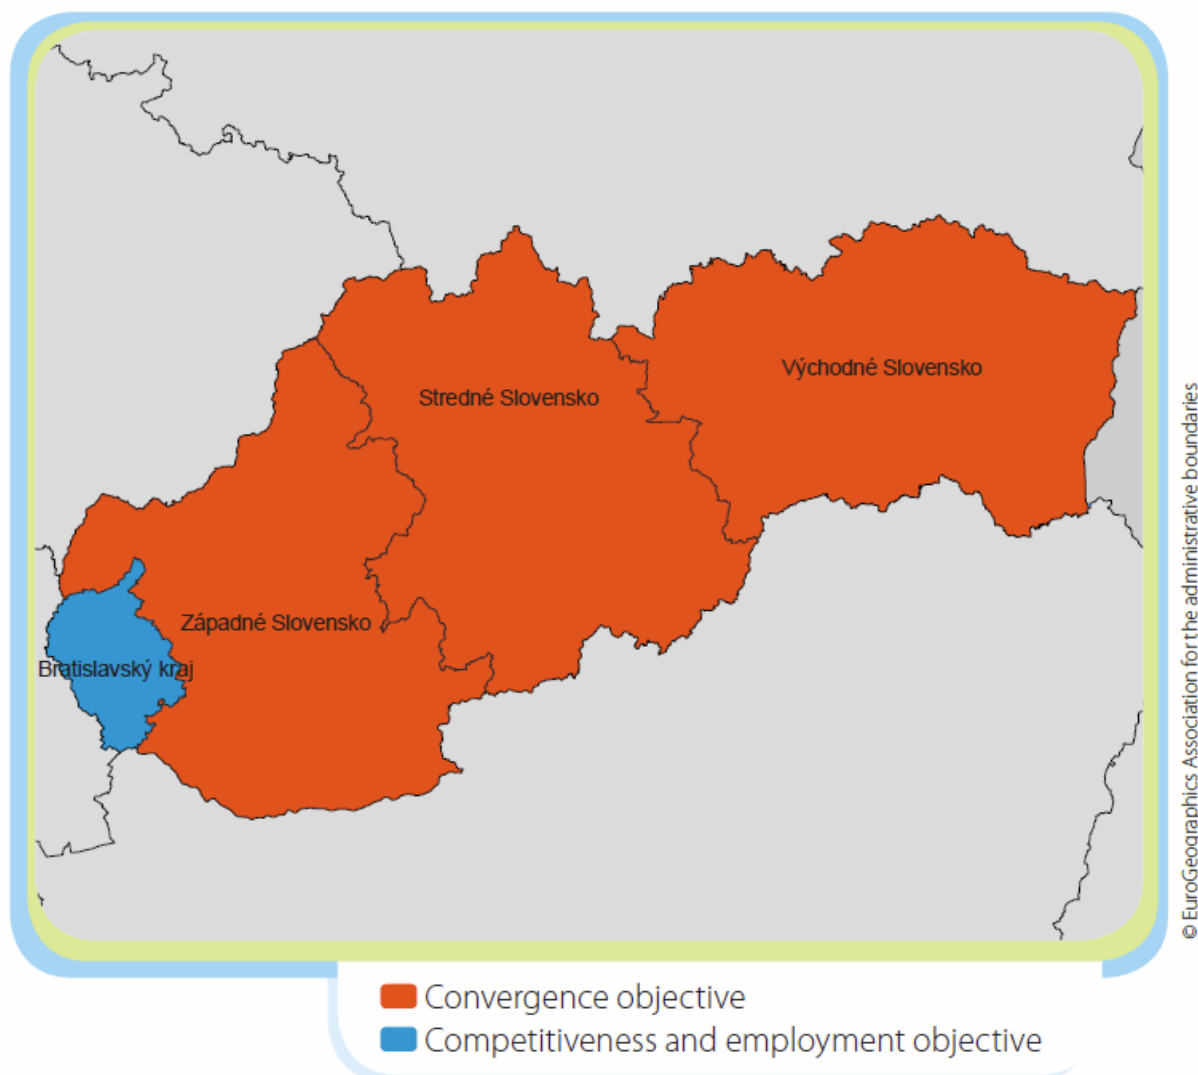 Východné Slovensko
Stredné Slovensko
Západné Slovensko
Bratislavský kraj
© EuroGeographics Association for the administrative boundaries
Convergence objective
Competitiveness and employment objective